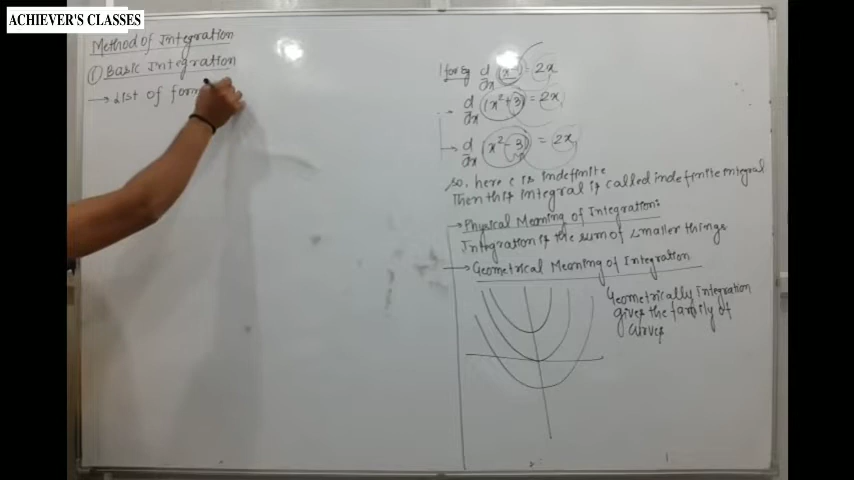 ACHIEVER'S CLASSES
Method of Integration
① Basic Integration
→ List of form
d/dx (x²) = 2x
d/dx (x² + 3) = 2x
d/dx (x² - 3) = 2x
So, here c is indefinite
Then this integral is called indefinite integral
Physical Meaning of Integration:
Integration is the sum of smaller things
Geometrical Meaning of Integration
Geometrically integration
gives the family of
curves